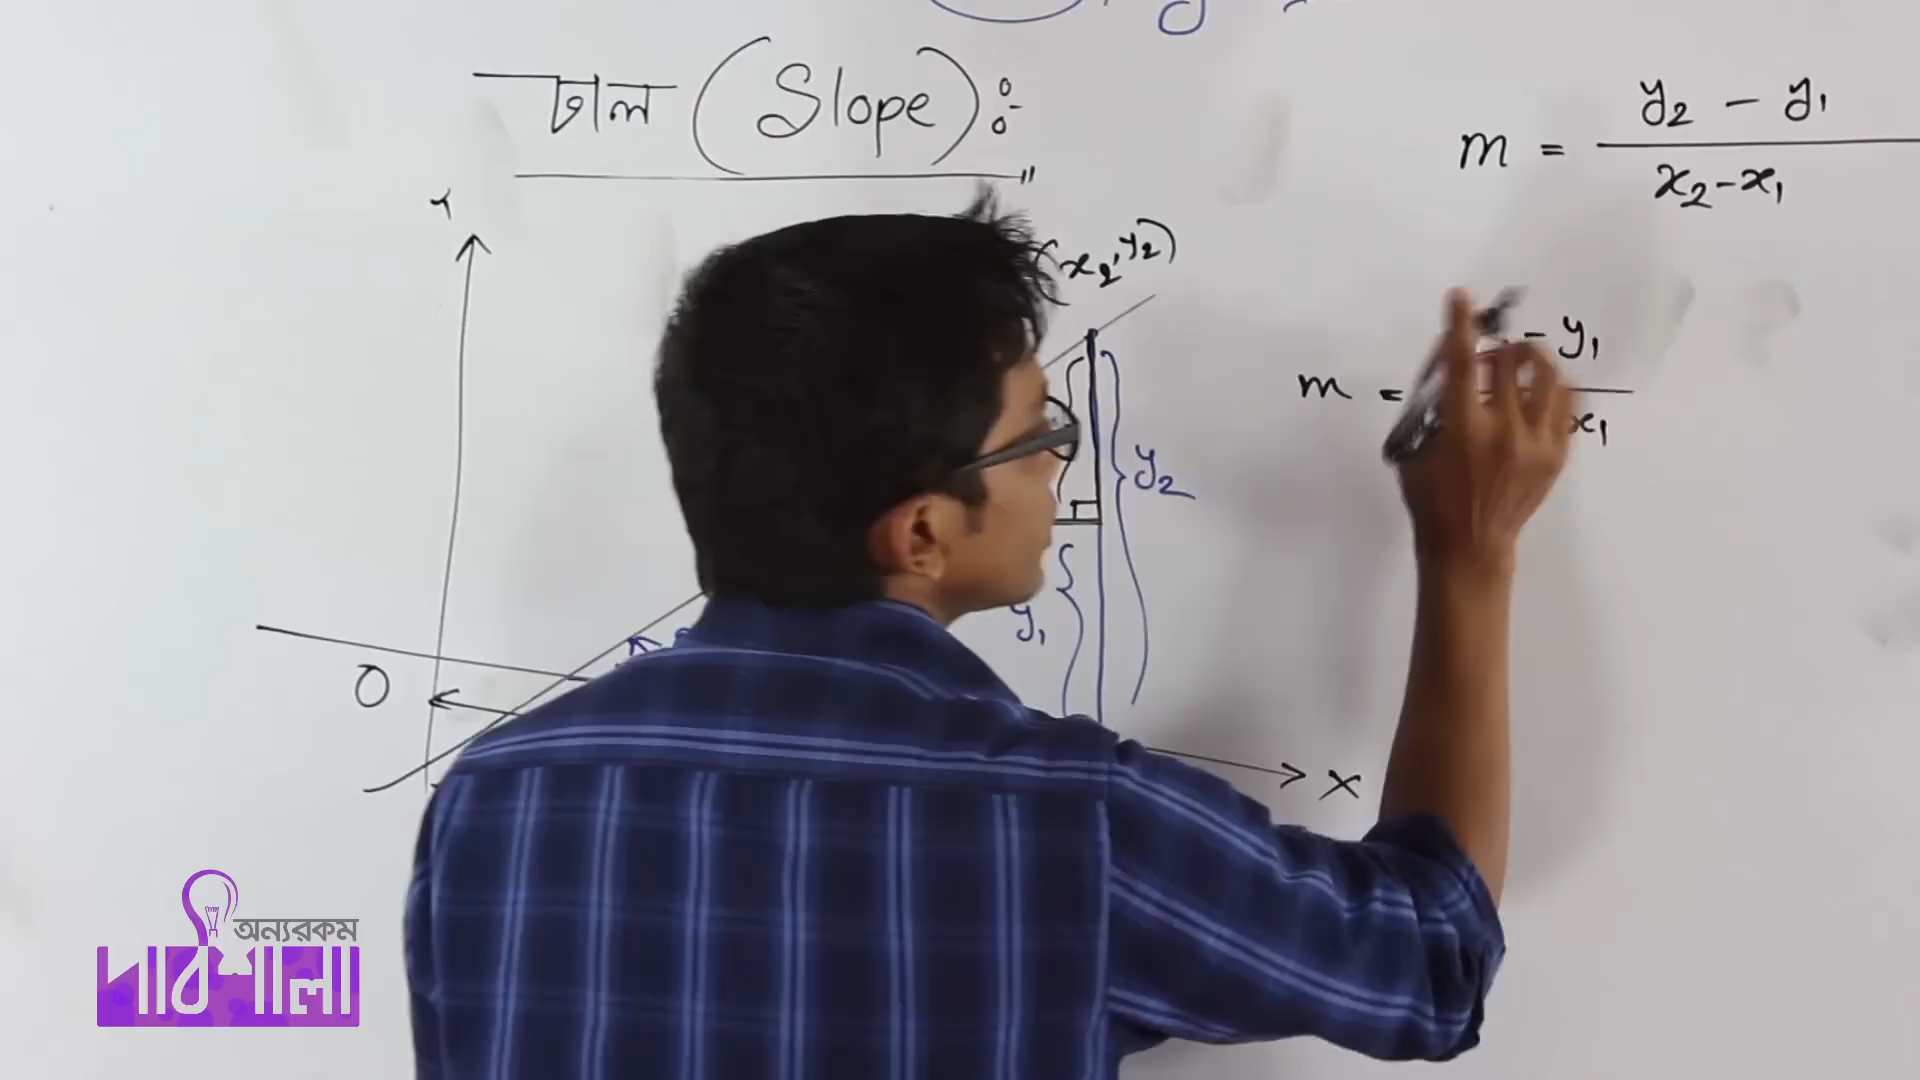 ঢাল (Slope):
m = y₂ - y₁ / x₂ - x₁
(x₂, y₂)
- y₁
m =
x₁
y₂
y₁
O
X
অন্যরকম
পাঠশালা